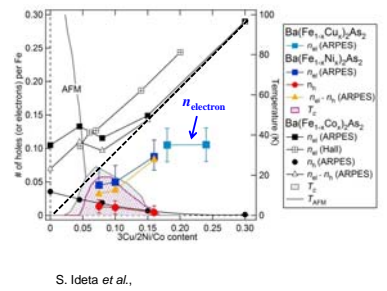 0.30
0.25
0.20
0.15
0.10
0.05
0
# of holes (or electrons) per Fe
AFM
n electron
100
80
60
40
20
0
Temperature (K)
0 0.05 0.10 0.15 0.20 0.25 0.30
3Cu/2Ni/Co content
Ba(Fe1-xCux)2As2
nel (ARPES)
Ba(Fe1-xNix)2As2
nel (ARPES)
nh
nel - nh (ARPES)
Tc
Ba(Fe1-xCox)2As2
nel (ARPES)
nel (Hall)
nh (ARPES)
nel - nh (ARPES)
Tc
TAFM
S. Ideta et al.,